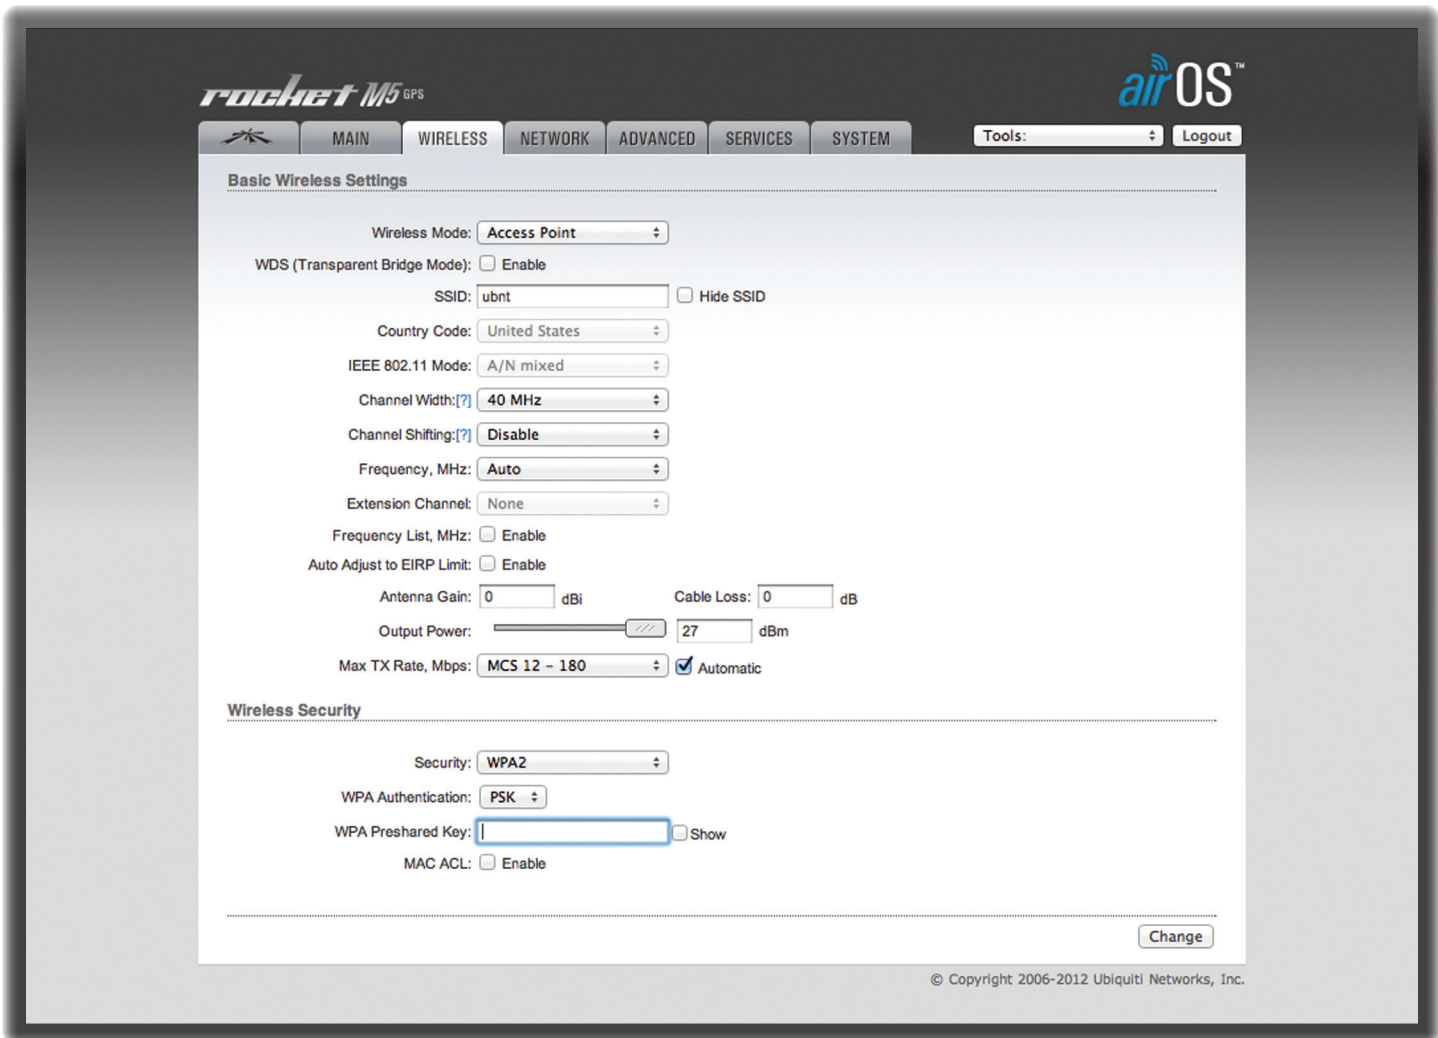 rocket M5 GPS
airOS™
MAIN WIRELESS NETWORK ADVANCED SERVICES SYSTEM Tools: Logout
Basic Wireless Settings
Wireless Mode: Access Point
WDS (Transparent Bridge Mode): Enable
SSID: ubnt Hide SSID
Country Code: United States
IEEE 802.11 Mode: A/N mixed
Channel Width:[?] 40 MHz
Channel Shifting:[?] Disable
Frequency, MHz: Auto
Extension Channel: None
Frequency List, MHz: Enable
Auto Adjust to EIRP Limit: Enable
Antenna Gain: 0 dBi Cable Loss: 0 dB
Output Power: 27 dBm
Max TX Rate, Mbps: MCS 12 - 180 Automatic
Wireless Security
Security: WPA2
WPA Authentication: PSK
WPA Preshared Key: Show
MAC ACL: Enable
Change
© Copyright 2006-2012 Ubiquiti Networks, Inc.